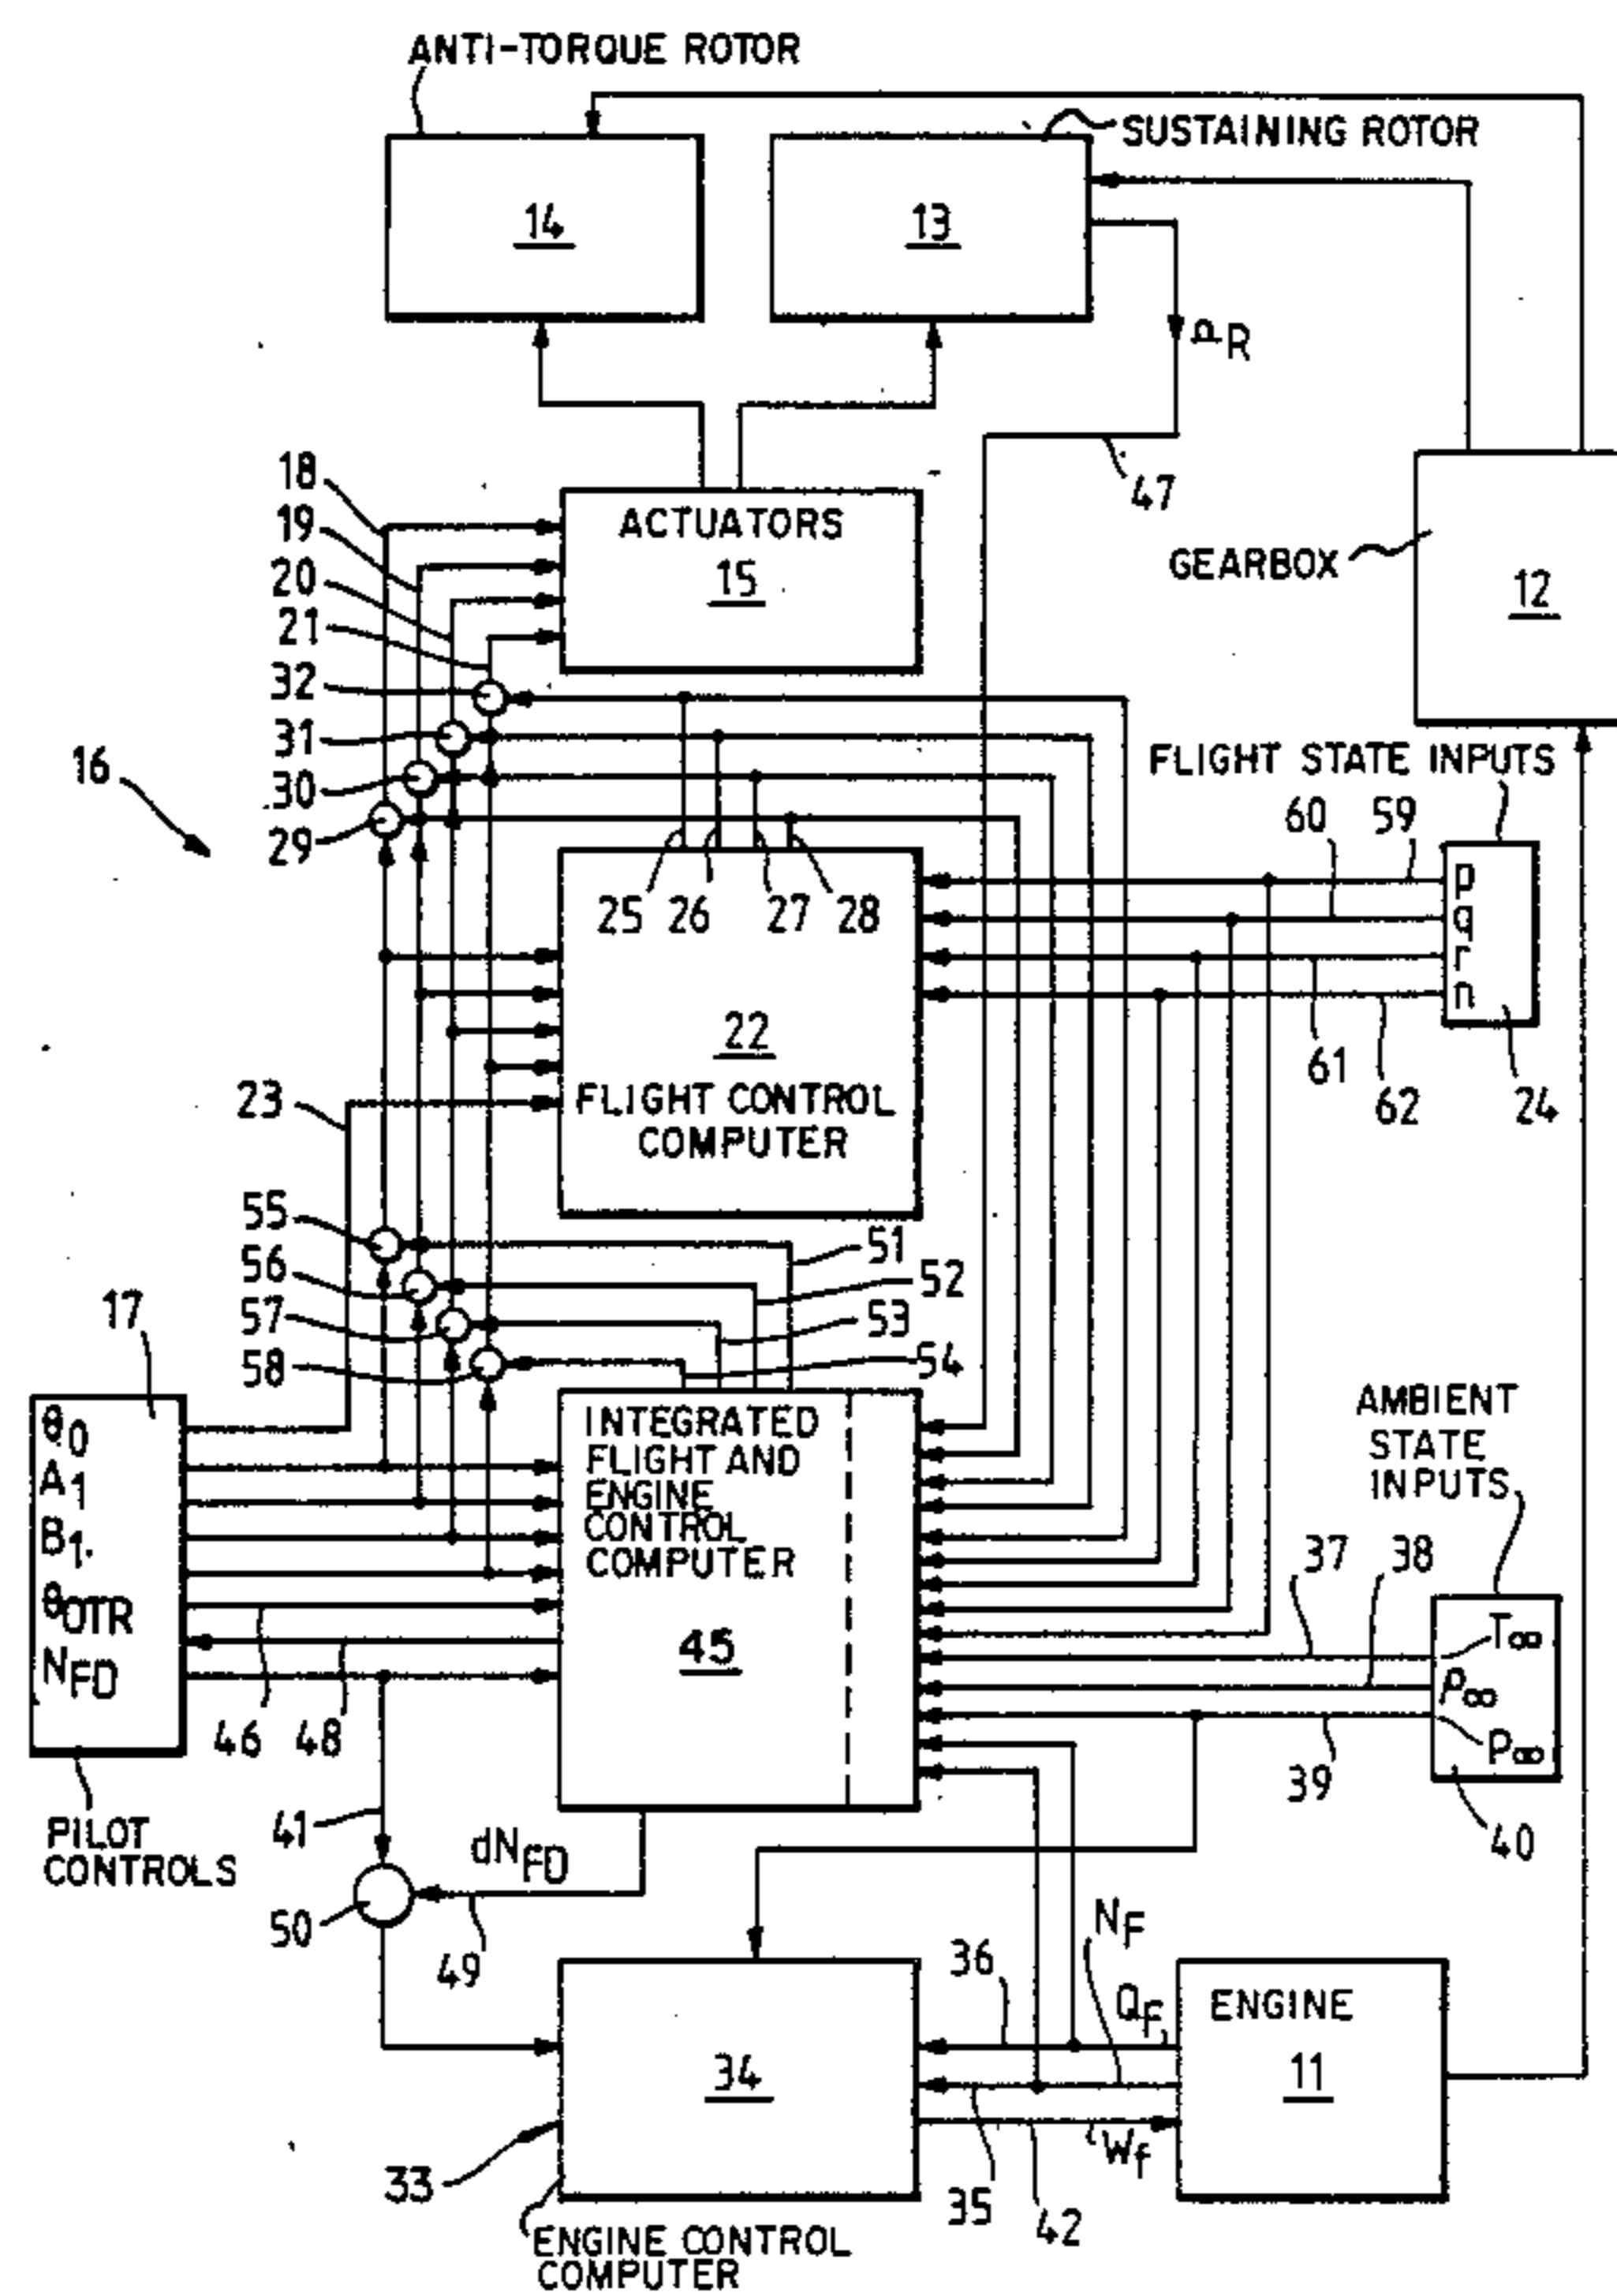 ANTI-TORQUE ROTOR
SUSTAINING ROTOR
14
13
R
47
18
19
20
21
32
31
30
29
16
ACTUATORS
15
GEARBOX
12
FLIGHT STATE INPUTS
60
59
p
q
r
n
61
62
24
25
26
27
28
22
FLIGHT CONTROL
COMPUTER
23
55
56
57
58
51
52
53
54
17
θ0
A1
B1.
θOTR
NFD
PILOT
CONTROLS
INTEGRATED
FLIGHT AND
ENGINE
CONTROL
COMPUTER
45
AMBIENT
STATE
INPUTS
37
38
T∞
P∞
P∞
39
40
46
48
41
50
dNFD
49
NF
36
QF
ENGINE
11
34
33
35
42
Wf
ENGINE CONTROL
COMPUTER